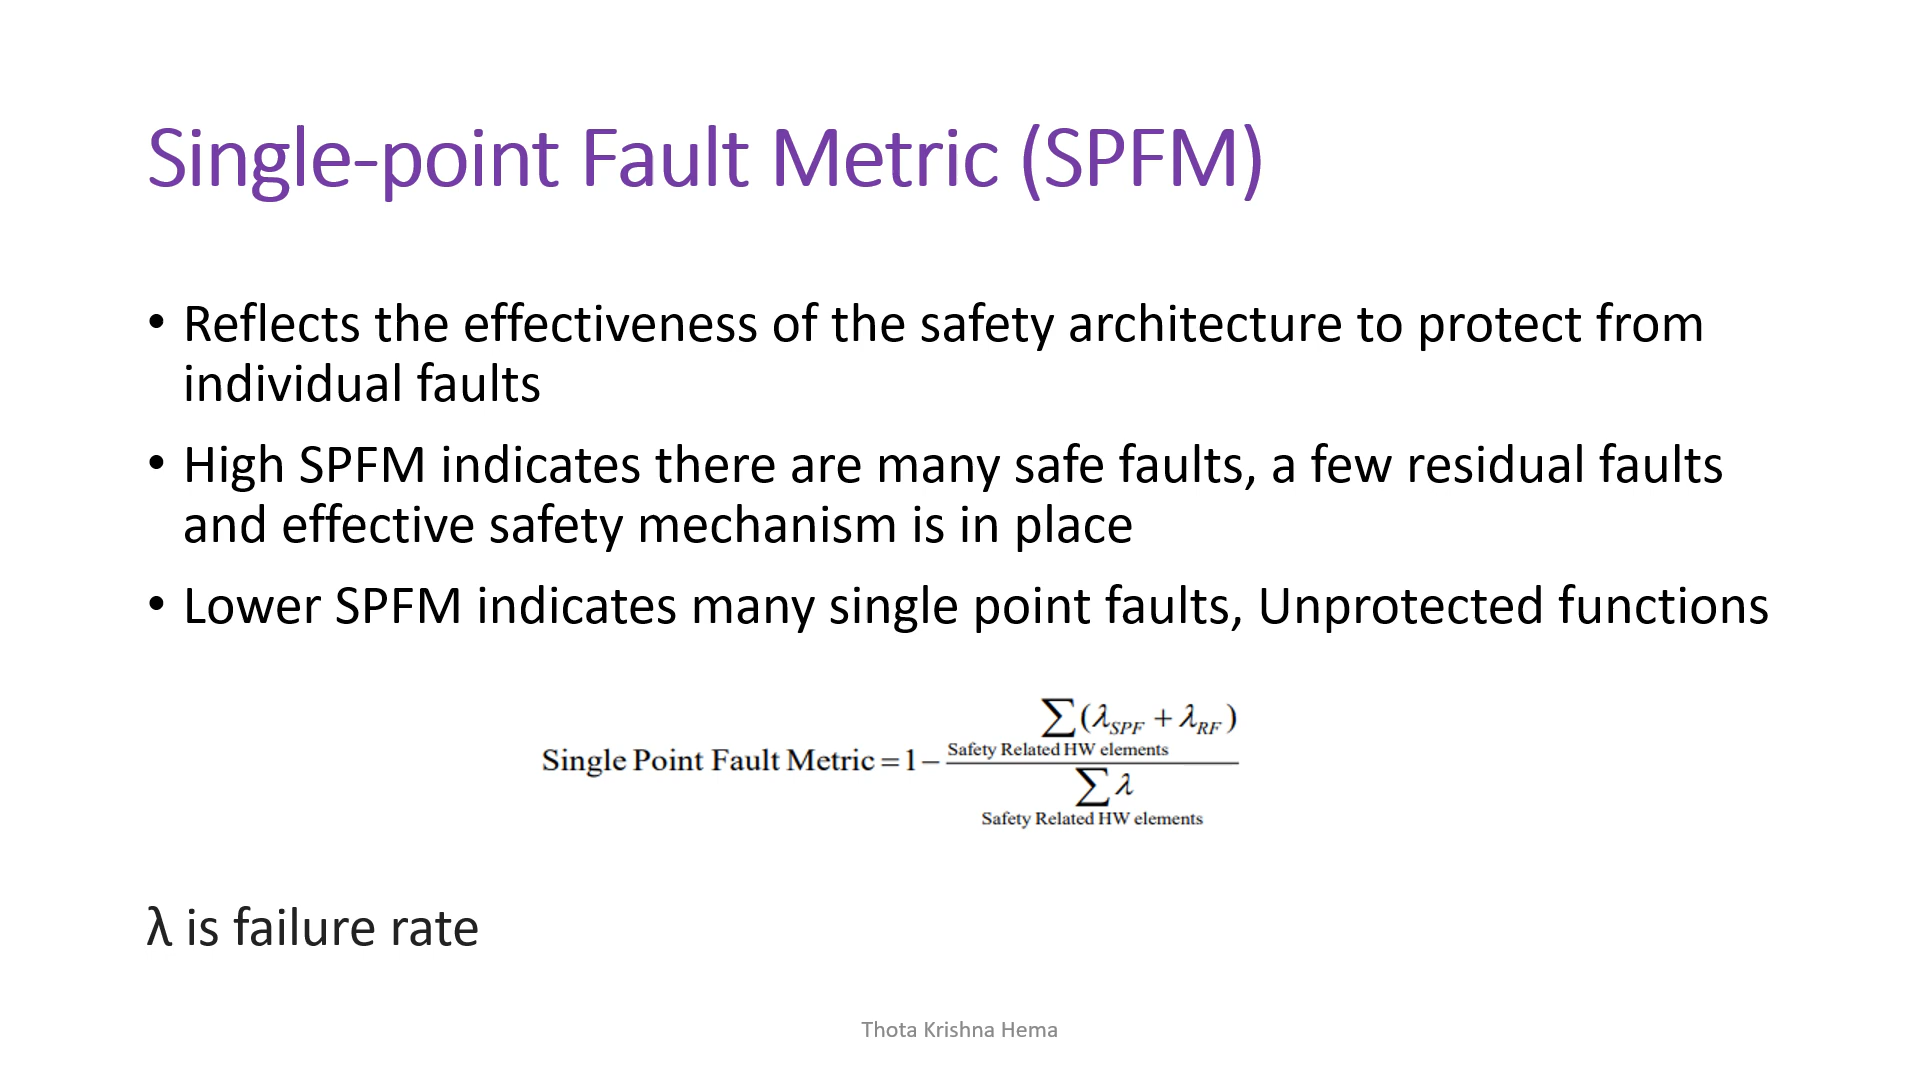 Single-point Fault Metric (SPFM)
• Reflects the effectiveness of the safety architecture to protect from
individual faults
• High SPFM indicates there are many safe faults, a few residual faults
and effective safety mechanism is in place
• Lower SPFM indicates many single point faults, Unprotected functions
∑(λSPF + λRF)
Safety Related HW elements
Single Point Fault Metric = 1 −
∑λ
Safety Related HW elements
λ is failure rate
Thota Krishna Hema